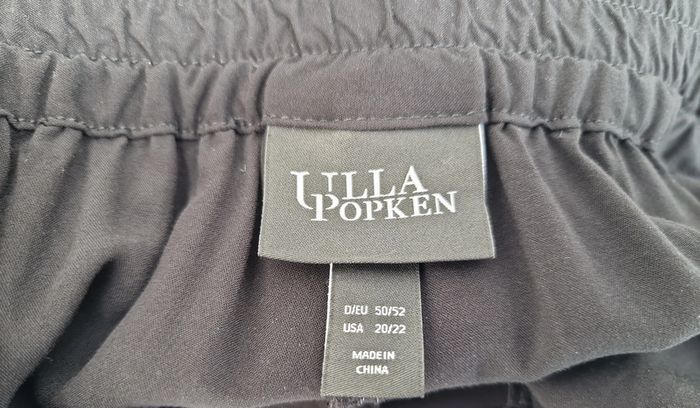 ULLA
POPKEN
D/EU 50/52
USA 20/22
MADE IN
CHINA